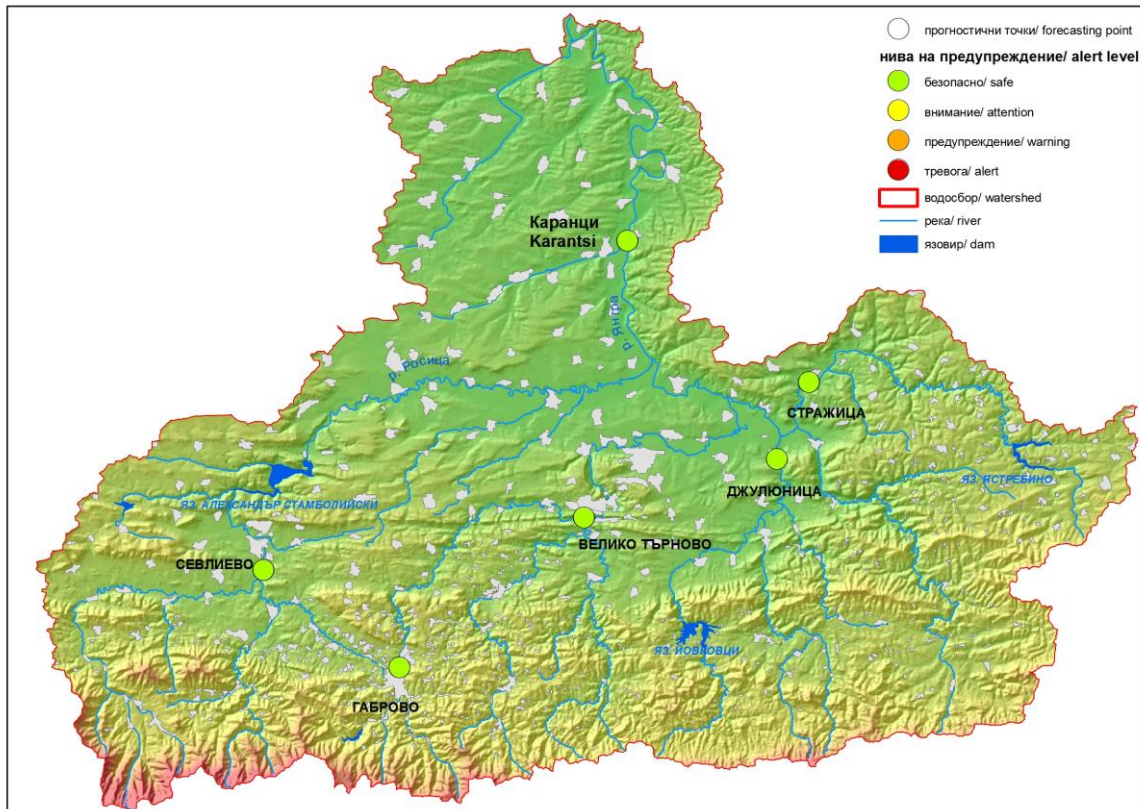 прогностични точки/ forecasting point
нива на предупреждение/ alert level
безопасно/ safe
внимание/ attention
предупреждение/ warning
тревога/ alert
водосбор/ watershed
река/ river
язовир/ dam
Каранци
Karantsi
р. Янтра
р. Росица
СТРАЖИЦА
ДЖУЛЮНИЦА
ЯЗ. ЯСТРЕБИНО
ЯЗ. АЛЕКСАНДЪР СТАМБОЛИЙСКИ
ВЕЛИКО ТЪРНОВО
СЕВЛИЕВО
ЯЗ. ЙОВКОВЦИ
ГАБРОВО